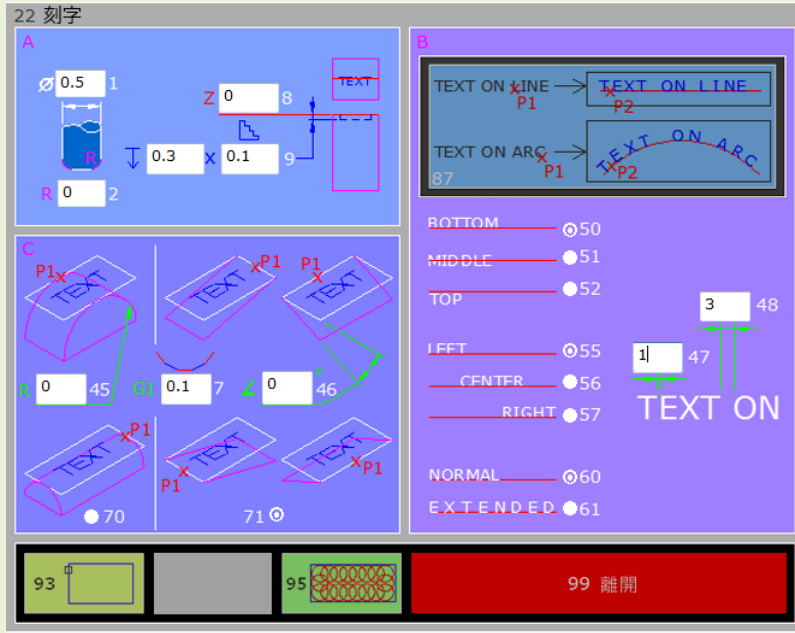 22 刻字
A
Ø 0.5 1
TEXT
Z 0 8
0.3 X 0.1 9
R
R 0 2
B
TEXT ON LINE
P1
TEXT ON LINE
P2
TEXT ON ARC
P1
TEXT ON ARC
P2
87
BOTTOM 50
MIDDLE 51
TOP 52
LEFT 55
CENTER 56
RIGHT 57
3 48
1 47
TEXT ON
NORMAL 60
EXTENDED 61
C
P1 TEXT
TEXT P1
P1 TEXT
R 0 45
G1 0.1 7
0 ° 46
TEXT P1
P1 TEXT
TEXT P1
70
71
93
95
99 離開